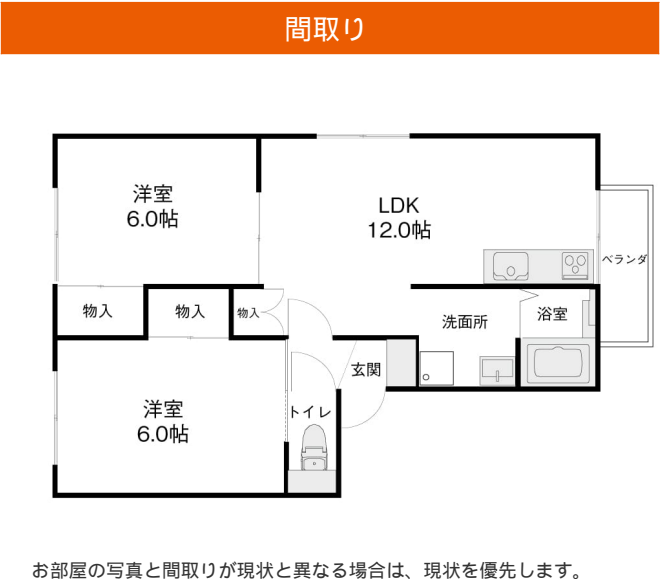 間取り
洋室
6.0帖
LDK
12.0帖
ベランダ
物入
物入
物入
洗面所
浴室
玄関
洋室
6.0帖
トイレ
お部屋の写真と間取りが現状と異なる場合は、現状を優先します。